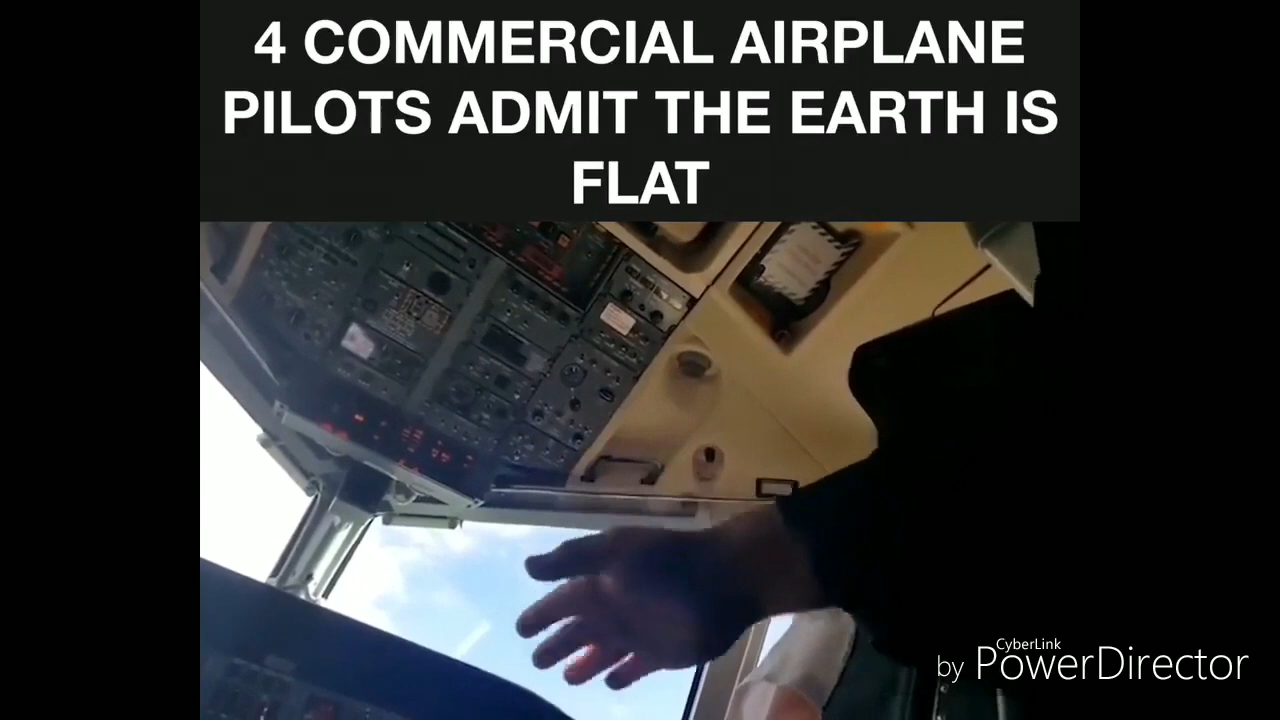 4 COMMERCIAL AIRPLANE
PILOTS ADMIT THE EARTH IS
FLAT
CyberLink
by PowerDirector